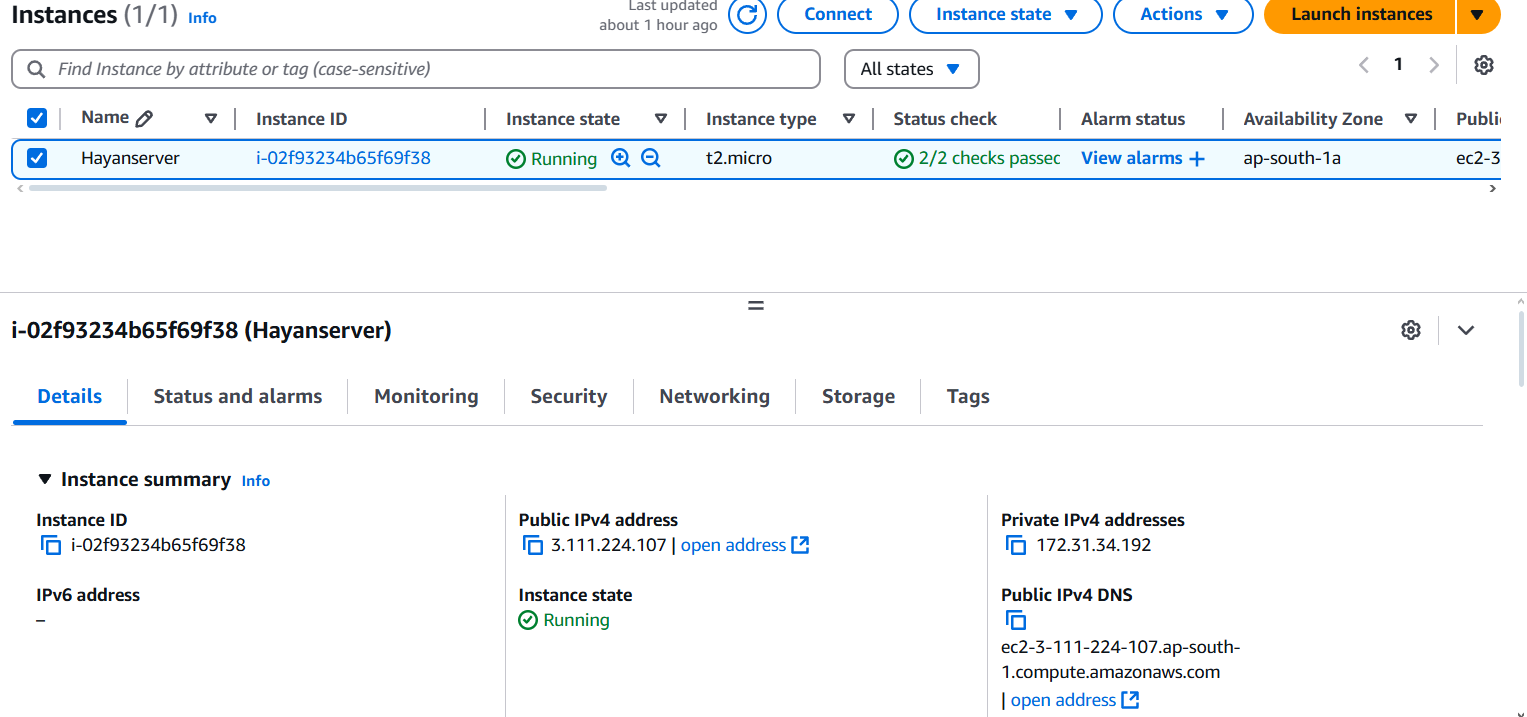 Instances (1/1) Info
Last updated
about 1 hour ago
Connect
Instance state
Actions
Launch instances
Find Instance by attribute or tag (case-sensitive)
All states
1
Name
Instance ID
Instance state
Instance type
Status check
Alarm status
Availability Zone
Hayanserver
i-02f93234b65f69f38
Running
t2.micro
2/2 checks passec
View alarms +
ap-south-1a
ec2-3
i-02f93234b65f69f38 (Hayanserver)
Details
Status and alarms
Monitoring
Security
Networking
Storage
Tags
Instance summary Info
Instance ID
i-02f93234b65f69f38
Public IPv4 address
3.111.224.107 | open address
Private IPv4 addresses
172.31.34.192
IPv6 address
–
Instance state
Running
Public IPv4 DNS
ec2-3-111-224-107.ap-south-
1.compute.amazonaws.com
| open address